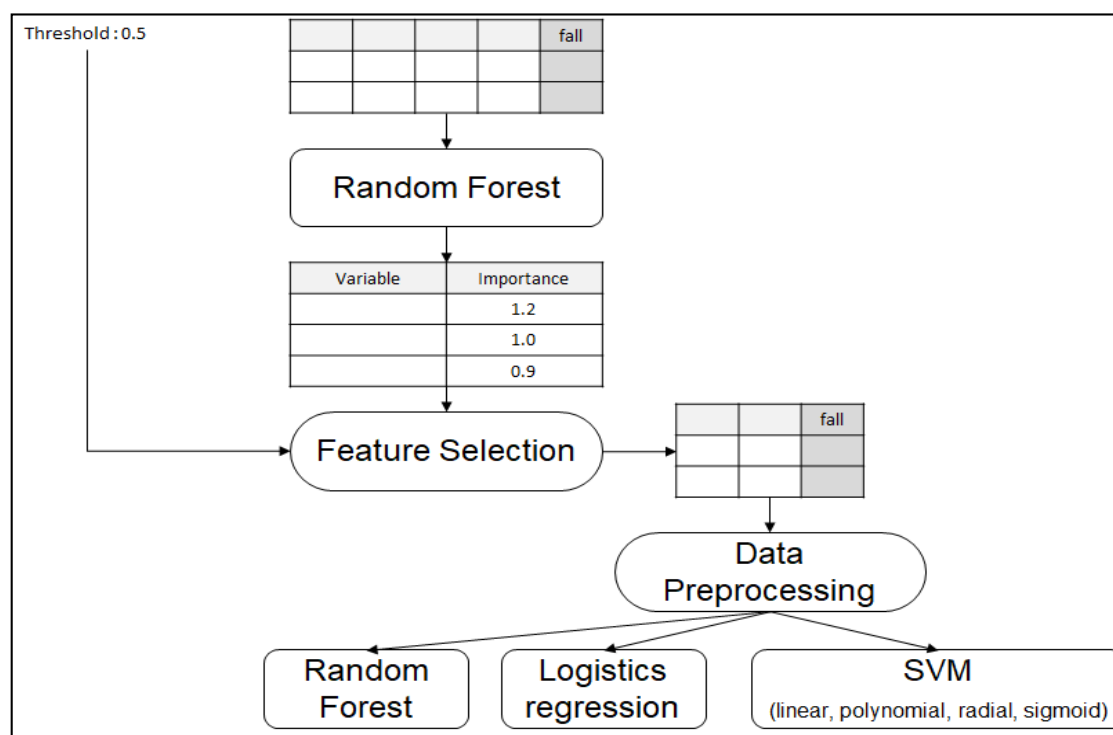 Threshold:0.5
fall
Random Forest
Variable Importance
1.2
1.0
0.9
Feature Selection
fall
Data
Preprocessing
Random
Forest
Logistics
regression
SVM
(linear, polynomial, radial, sigmoid)